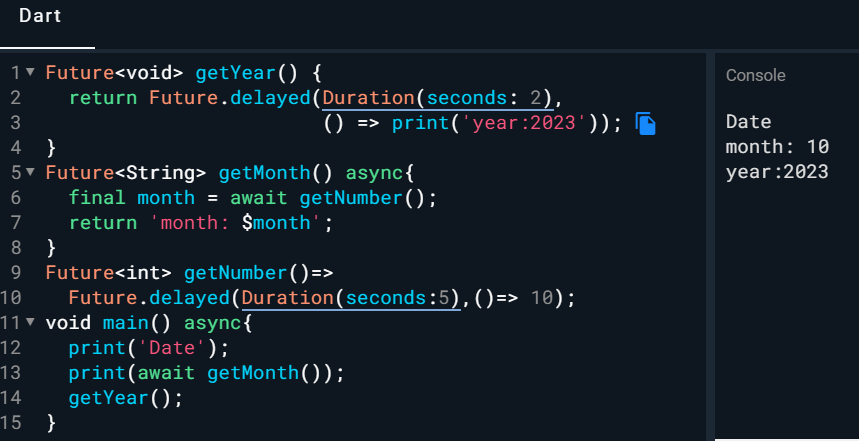 Dart
1 Future<void> getYear() {
2   return Future.delayed(Duration(seconds: 2),
3                         () => print('year:2023'));
4 }
5 Future<String> getMonth() async{
6   final month = await getNumber();
7   return 'month: $month';
8 }
9 Future<int> getNumber()=>
10   Future.delayed(Duration(seconds:5),()=> 10);
11 void main() async{
12   print('Date');
13   print(await getMonth());
14   getYear();
15 }
Console
Date
month: 10
year:2023